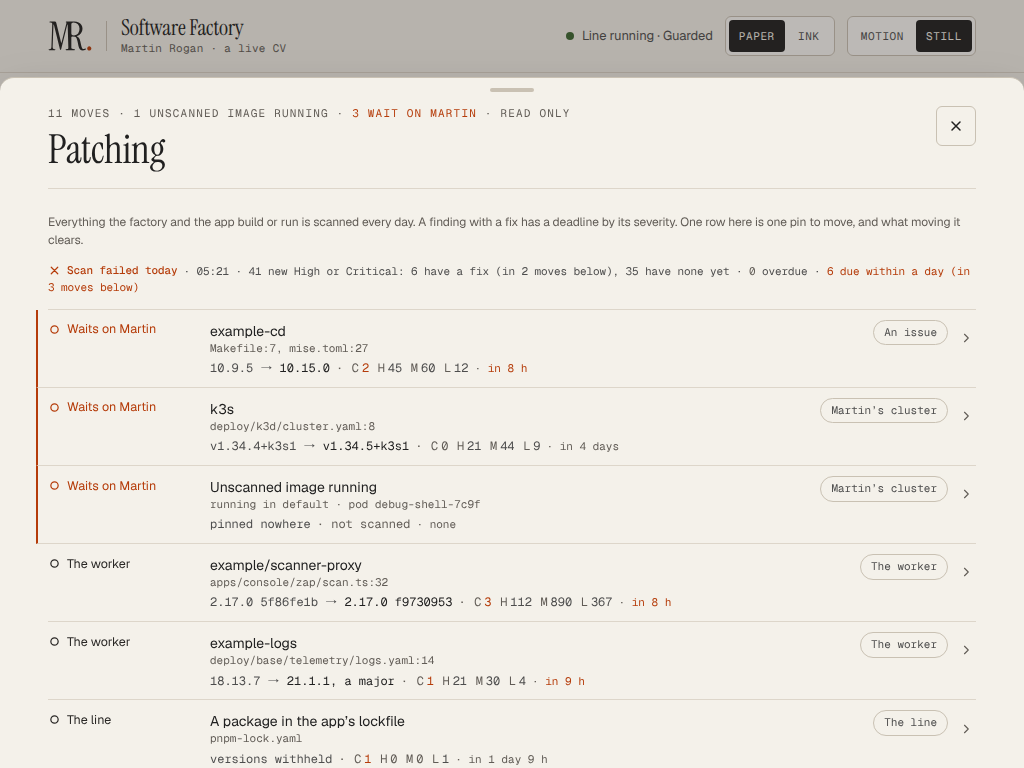 MR.
Software Factory
Martin Rogan · a live CV
Line running · Guarded
PAPER
INK
MOTION
STILL
11 MOVES · 1 UNSCANNED IMAGE RUNNING · 3 WAIT ON MARTIN · READ ONLY
Patching
Everything the factory and the app build or run is scanned every day. A finding with a fix has a deadline by its severity. One row here is one pin to move, and what moving it
clears.
Scan failed today · 05:21 · 41 new High or Critical: 6 have a fix (in 2 moves below), 35 have none yet · 0 overdue · 6 due within a day (in
3 moves below)
Waits on Martin
example-cd
An issue
Makefile:7, mise.toml:27
10.9.5 → 10.15.0 · C 2 H 45 M 60 L 12 · in 8 h
Waits on Martin
k3s
Martin's cluster
deploy/k3d/cluster.yaml:8
v1.34.4+k3s1 → v1.34.5+k3s1 · C 0 H 21 M 44 L 9 · in 4 days
Waits on Martin
Unscanned image running
Martin's cluster
running in default · pod debug-shell-7c9f
pinned nowhere · not scanned · none
The worker
example/scanner-proxy
The worker
apps/console/zap/scan.ts:32
2.17.0 5f86fe1b → 2.17.0 f9730953 · C 3 H 112 M 890 L 367 · in 8 h
The worker
example-logs
The worker
deploy/base/telemetry/logs.yaml:14
18.13.7 → 21.1.1, a major · C 1 H 21 M 30 L 4 · in 9 h
The line
A package in the app's lockfile
The line
pnpm-lock.yaml
versions withheld · C 1 H 0 M 0 L 1 · in 1 day 9 h